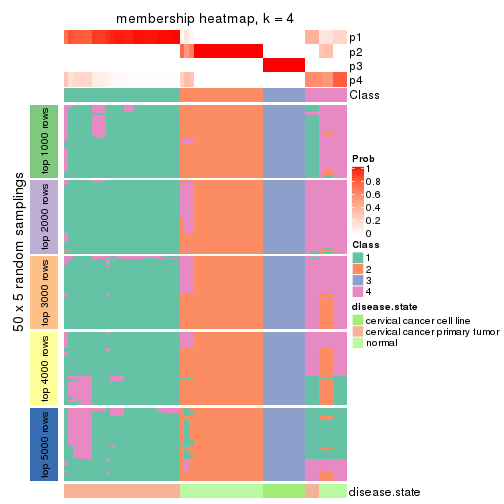 membership heatmap, k = 4
p1
p2
p3
p4
Class
50 x 5 random samplings
top 1000 rows
top 2000 rows
top 3000 rows
top 4000 rows
top 5000 rows
Prob
1
0.8
0.6
0.4
0.2
0
Class
1
2
3
4
disease.state
cervical cancer cell line
cervical cancer primary tumor
normal
disease.state